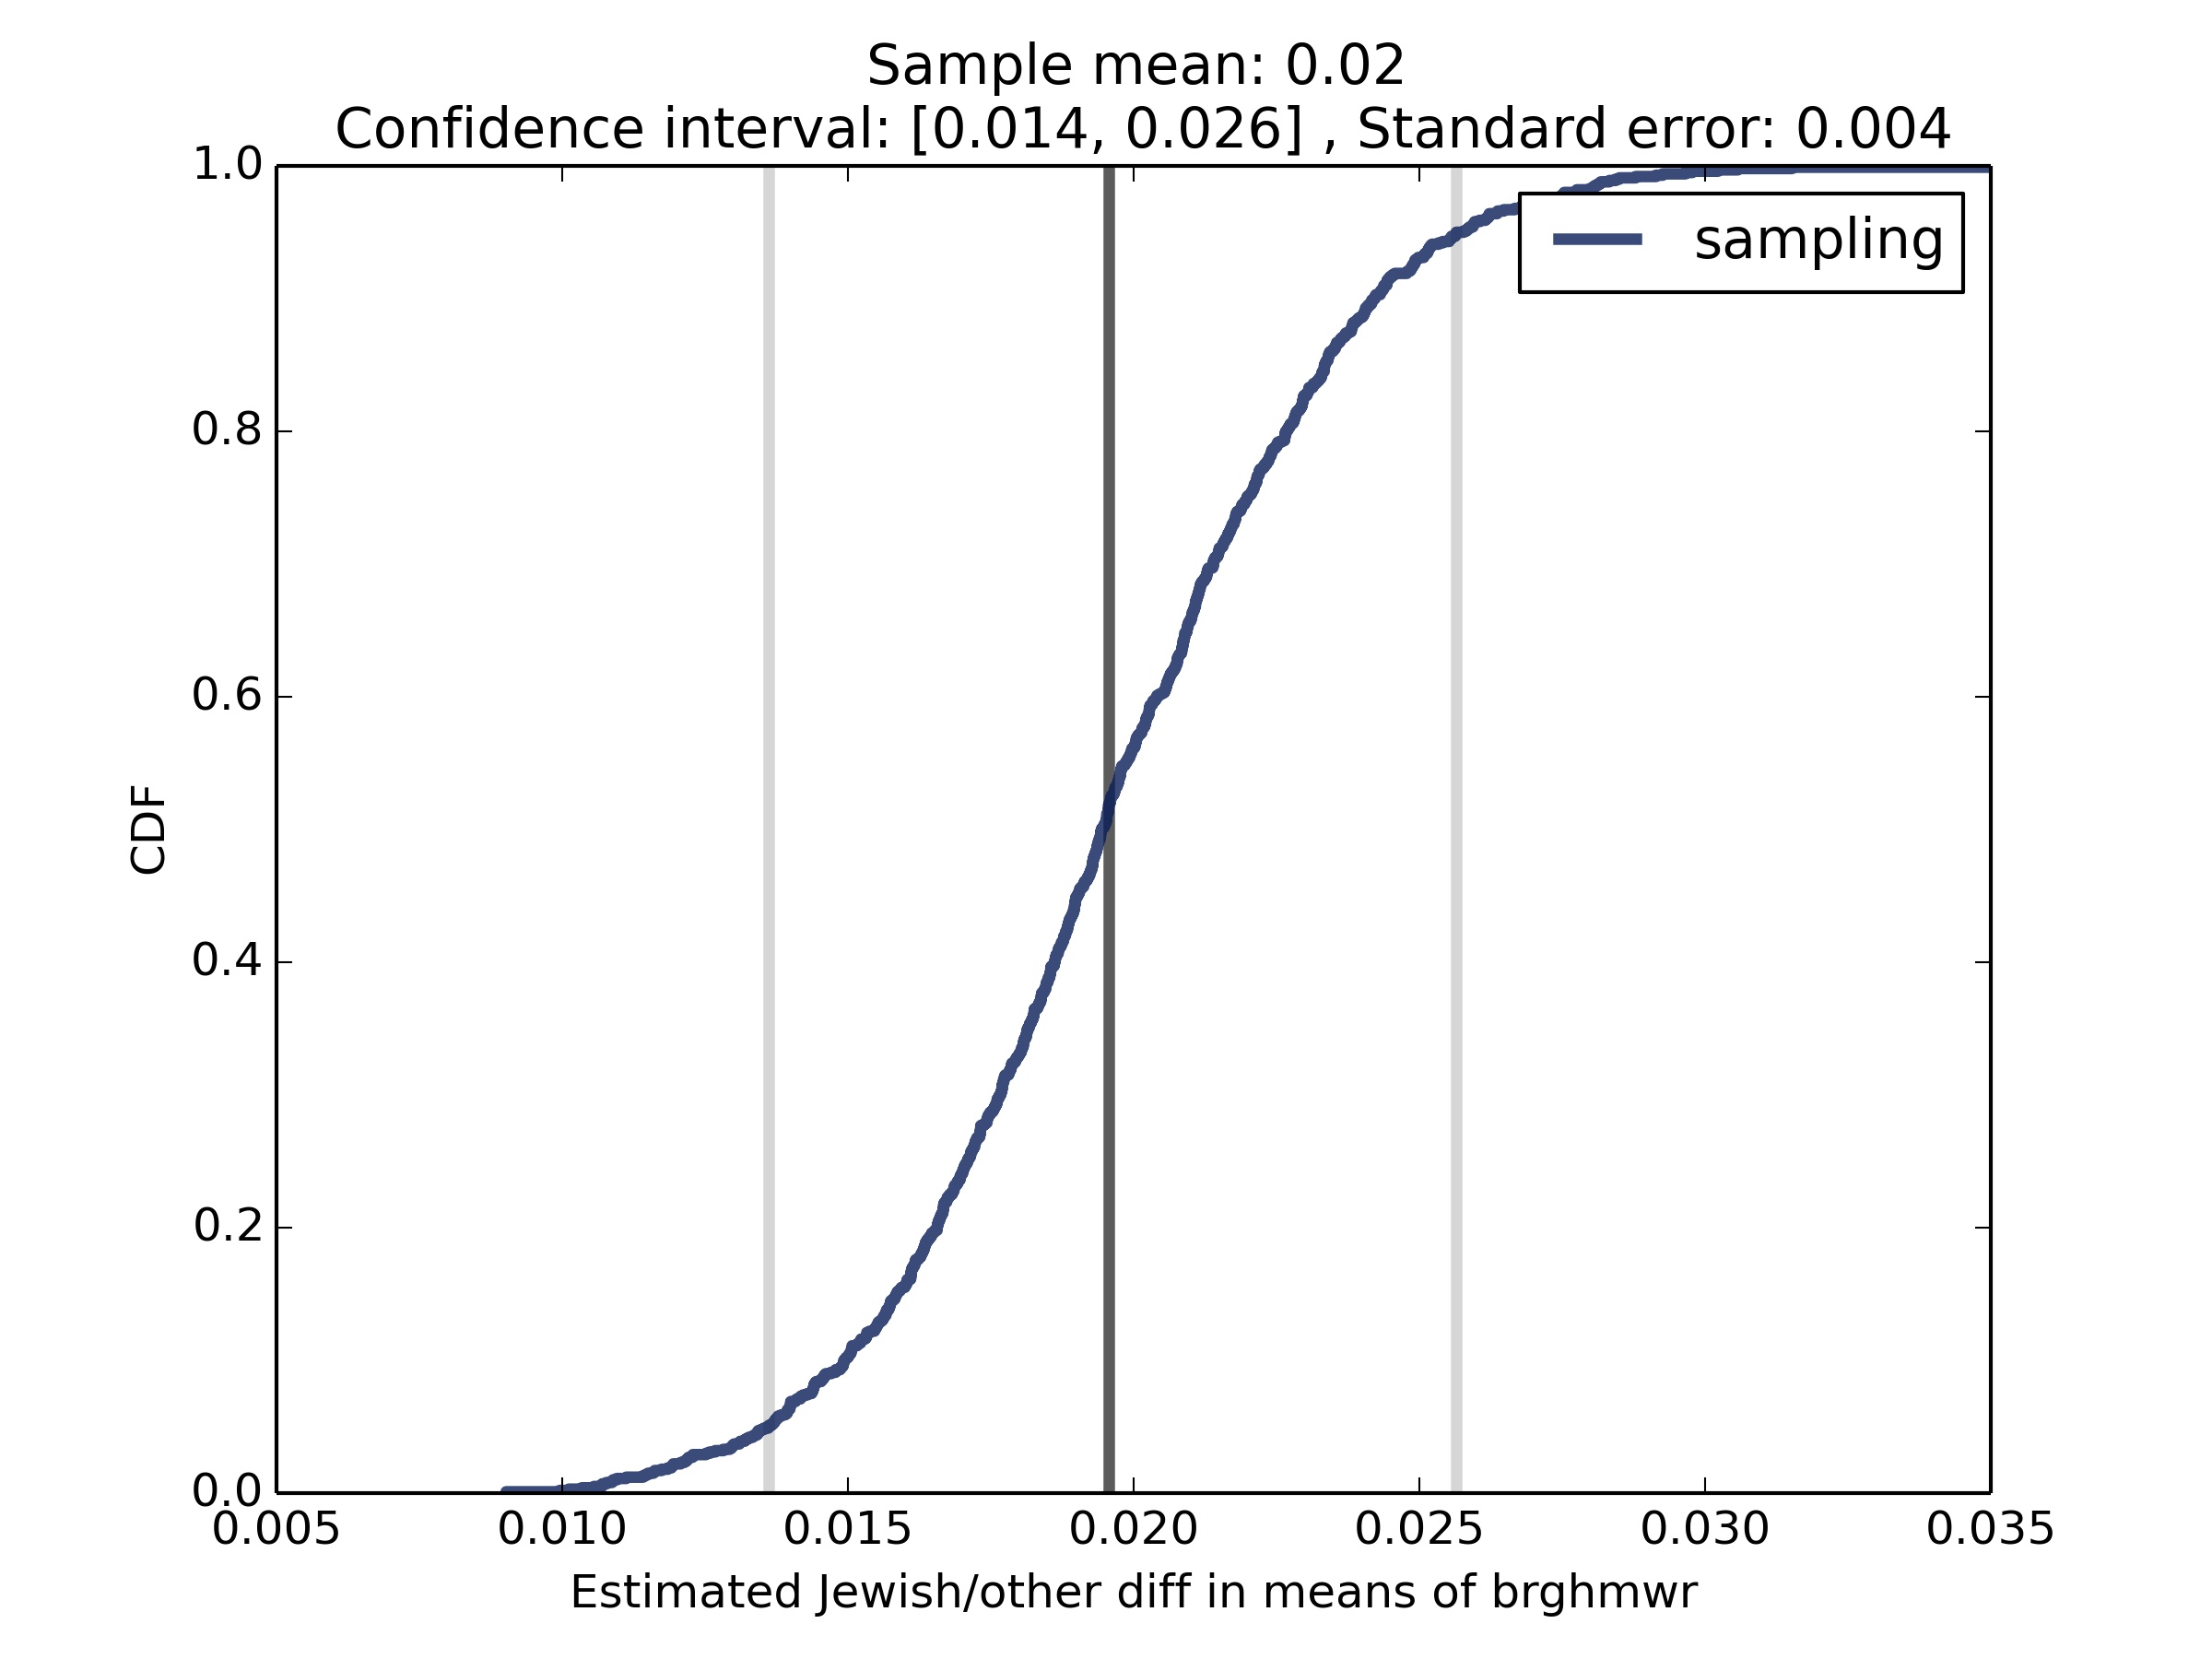 Sample mean: 0.02
Confidence interval: [0.014, 0.026] , Standard error: 0.004
1.0
0.8
0.6
0.4
0.2
0.0
CDF
sampling
0.005 0.010 0.015 0.020 0.025 0.030 0.035
Estimated Jewish/other diff in means of brghmwr